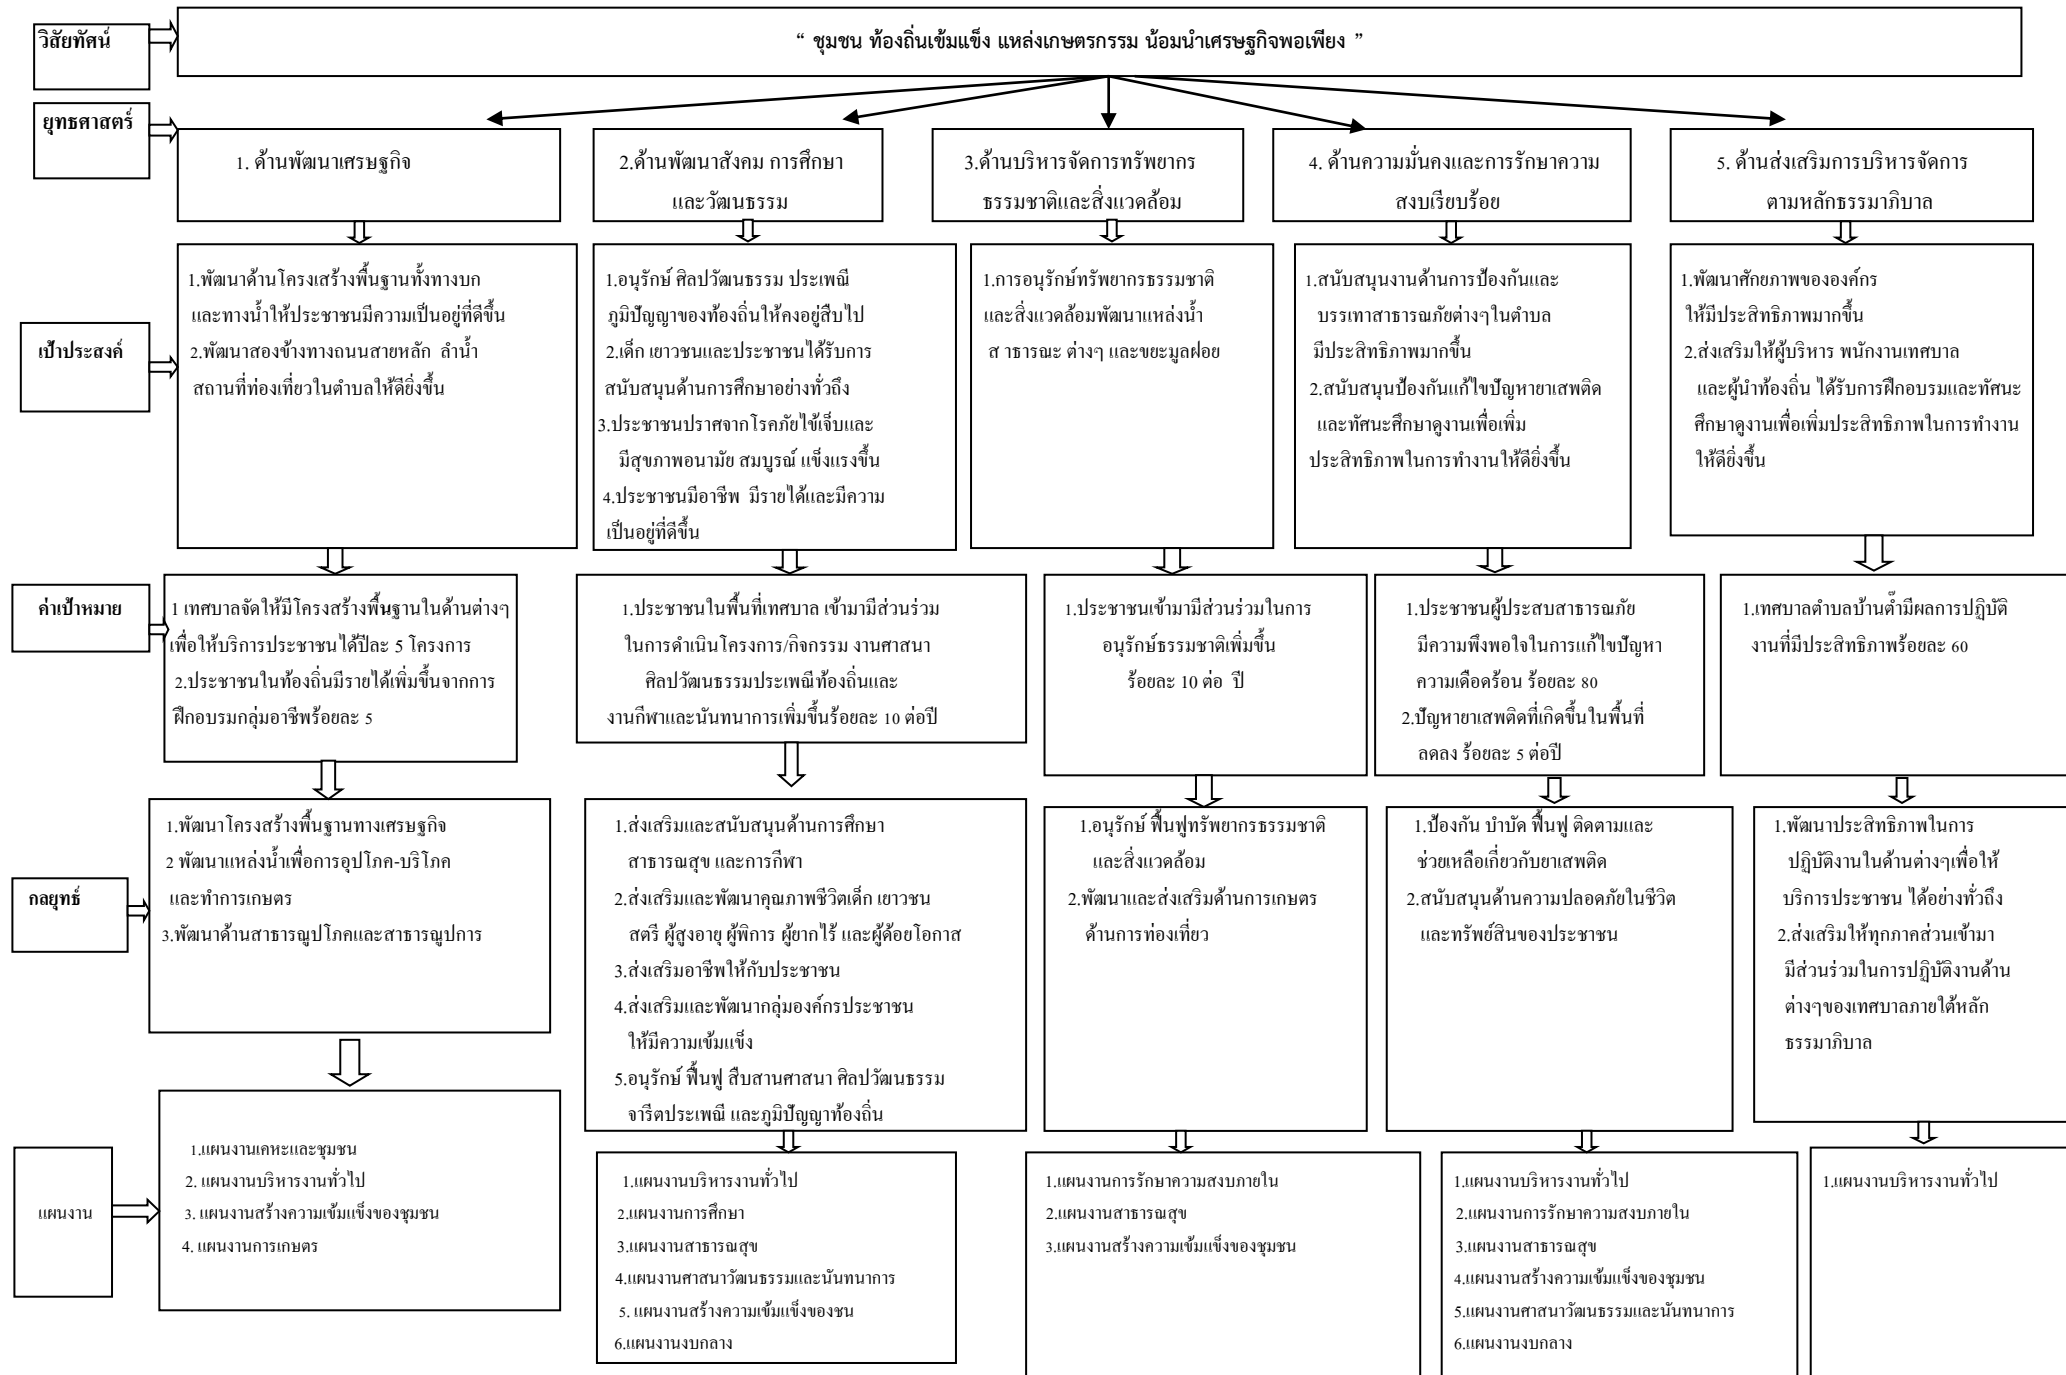 วิสัยทัศน์
“ ชุมชน ท้องถิ่นเข้มแข็ง แหล่งเกษตรกรรม น้อมนำเศรษฐกิจพอเพียง ”
ยุทธศาสตร์
1. ด้านพัฒนาเศรษฐกิจ
2.ด้านพัฒนาสังคม การศึกษา
และวัฒนธรรม
3.ด้านบริหารจัดการทรัพยากร
ธรรมชาติและสิ่งแวดล้อม
4. ด้านความมั่นคงและการรักษาความ
สงบเรียบร้อย
5. ด้านส่งเสริมการบริหารจัดการ
ตามหลักธรรมาภิบาล
เป้าประสงค์
1.พัฒนาด้านโครงเสร้างพื้นฐานทั้งทางบก
และทางน้ำให้ประชาชนมีความเป็นอยู่ที่ดีขึ้น
2.พัฒนาสองข้างทางถนนสายหลัก ลำน้ำ
สถานที่ท่องเที่ยวในตำบลให้ดียิ่งขึ้น
1.อนุรักษ์ ศิลปวัฒนธรรม ประเพณี
ภูมิปัญญาของท้องถิ่นให้คงอยู่สืบไป
2.เด็ก เยาวชนและประชาชนได้รับการ
สนับสนุนด้านการศึกษาอย่างทั่วถึง
3.ประชาชนปราศจากโรคภัยไข้เจ็บและ
มีสุขภาพอนามัย สมบูรณ์ แข็งแรงขึ้น
4.ประชาชนมีอาชีพ มีรายได้และมีความ
เป็นอยู่ที่ดีขึ้น
1.การอนุรักษ์ทรัพยากรธรรมชาติ
และสิ่งแวดล้อมพัฒนาแหล่งน้ำ
ส าธารณะ ต่างๆ และขยะมูลฝอย
1.สนับสนุนงานด้านการป้องกันและ
บรรเทาสาธารณภัยต่างๆในตำบล
มีประสิทธิภาพมากขึ้น
2.สนับสนุนป้องกันแก้ไขปัญหายาเสพติด
และทัศนะศึกษาดูงานเพื่อเพิ่ม
ประสิทธิภาพในการทำงานให้ดียิ่งขึ้น
1.พัฒนาศักยภาพขององค์กร
ให้มีประสิทธิภาพมากขึ้น
2.ส่งเสริมให้ผู้บริหาร พนักงานเทศบาล
และผู้นำท้องถิ่น ได้รับการฝึกอบรมและทัศนะ
ศึกษาดูงานเพื่อเพิ่มประสิทธิภาพในการทำงาน
ให้ดียิ่งขึ้น
ค่าเป้าหมาย
1 เทศบาลจัดให้มีโครงสร้างพื้นฐานในด้านต่างๆ
เพื่อให้บริการประชาชนได้ปีละ 5 โครงการ
2.ประชาชนในท้องถิ่นมีรายได้เพิ่มขึ้นจากการ
ฝึกอบรมกลุ่มอาชีพร้อยละ 5
1.ประชาชนในพื้นที่เทศบาล เข้ามามีส่วนร่วม
ในการดำเนินโครงการ/กิจกรรม งานศาสนา
ศิลปวัฒนธรรมประเพณีท้องถิ่นและ
งานกีฬาและนันทนาการเพิ่มขึ้นร้อยละ 10 ต่อปี
1.ประชาชนเข้ามามีส่วนร่วมในการ
อนุรักษ์ธรรมชาติเพิ่มขึ้น
ร้อยละ 10 ต่อ ปี
1.ประชาชนผู้ประสบสาธารณภัย
มีความพึงพอใจในการแก้ไขปัญหา
ความเดือดร้อน ร้อยละ 80
2.ปัญหายาเสพติดที่เกิดขึ้นในพื้นที่
ลดลง ร้อยละ 5 ต่อปี
1.เทศบาลตำบลบ้านต๊ำมีผลการปฏิบัติ
งานที่มีประสิทธิภาพร้อยละ 60
กลยุทธ์
1.พัฒนาโครงสร้างพื้นฐานทางเศรษฐกิจ
2 พัฒนาแหล่งน้ำเพื่อการอุปโภค-บริโภค
และทำการเกษตร
3.พัฒนาด้านสาธารณูปโภคและสาธารณูปการ
1.ส่งเสริมและสนับสนุนด้านการศึกษา
สาธารณสุข และการกีฬา
2.ส่งเสริมและพัฒนาคุณภาพชีวิตเด็ก เยาวชน
สตรี ผู้สูงอายุ ผู้พิการ ผู้ยากไร้ และผู้ด้อยโอกาส
3.ส่งเสริมอาชีพให้กับประชาชน
4.ส่งเสริมและพัฒนากลุ่มองค์กรประชาชน
ให้มีความเข้มแข็ง
5.อนุรักษ์ ฟื้นฟู สืบสานศาสนา ศิลปวัฒนธรรม
จารีตประเพณี และภูมิปัญญาท้องถิ่น
1.อนุรักษ์ ฟื้นฟูทรัพยากรธรรมชาติ
และสิ่งแวดล้อม
2.พัฒนาและส่งเสริมด้านการเกษตร
ด้านการท่องเที่ยว
1.ป้องกัน บำบัด ฟื้นฟู ติดตามและ
ช่วยเหลือเกี่ยวกับยาเสพติด
2.สนับสนุนด้านความปลอดภัยในชีวิต
และทรัพย์สินของประชาชน
1.พัฒนาประสิทธิภาพในการ
ปฏิบัติงานในด้านต่างๆเพื่อให้
บริการประชาชน ได้อย่างทั่วถึง
2.ส่งเสริมให้ทุกภาคส่วนเข้ามา
มีส่วนร่วมในการปฏิบัติงานด้าน
ต่างๆของเทศบาลภายใต้หลัก
ธรรมาภิบาล
แผนงาน
1.แผนงานเคหะและชุมชน
2. แผนงานบริหารงานทั่วไป
3. แผนงานสร้างความเข้มแข็งของชุมชน
4. แผนงานการเกษตร
1.แผนงานบริหารงานทั่วไป
2.แผนงานการศึกษา
3.แผนงานสาธารณสุข
4.แผนงานศาสนาวัฒนธรรมและนันทนาการ
5. แผนงานสร้างความเข้มแข็งของชน
6.แผนงานงบกลาง
1.แผนงานการรักษาความสงบภายใน
2.แผนงานสาธารณสุข
3.แผนงานสร้างความเข้มแข็งของชุมชน
1.แผนงานบริหารงานทั่วไป
2.แผนงานการรักษาความสงบภายใน
3.แผนงานสาธารณสุข
4.แผนงานสร้างความเข้มแข็งของชุมชน
5.แผนงานศาสนาวัฒนธรรมและนันทนาการ
6.แผนงานงบกลาง
1.แผนงานบริหารงานทั่วไป